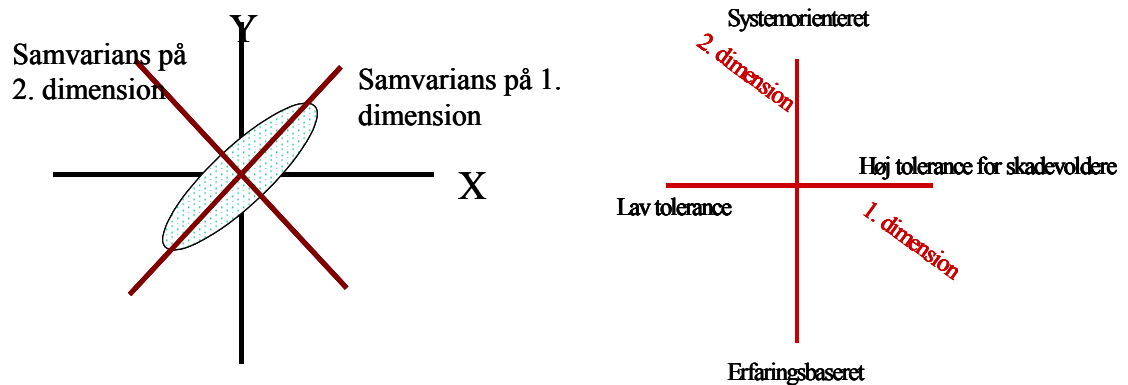 Y
Samvarians på
2. dimension
Samvarians på 1.
dimension
X
Systemorienteret
2. dimension
Høj tolerance for skadevoldere
Lav tolerance
1. dimension
Erfaringsbaseret